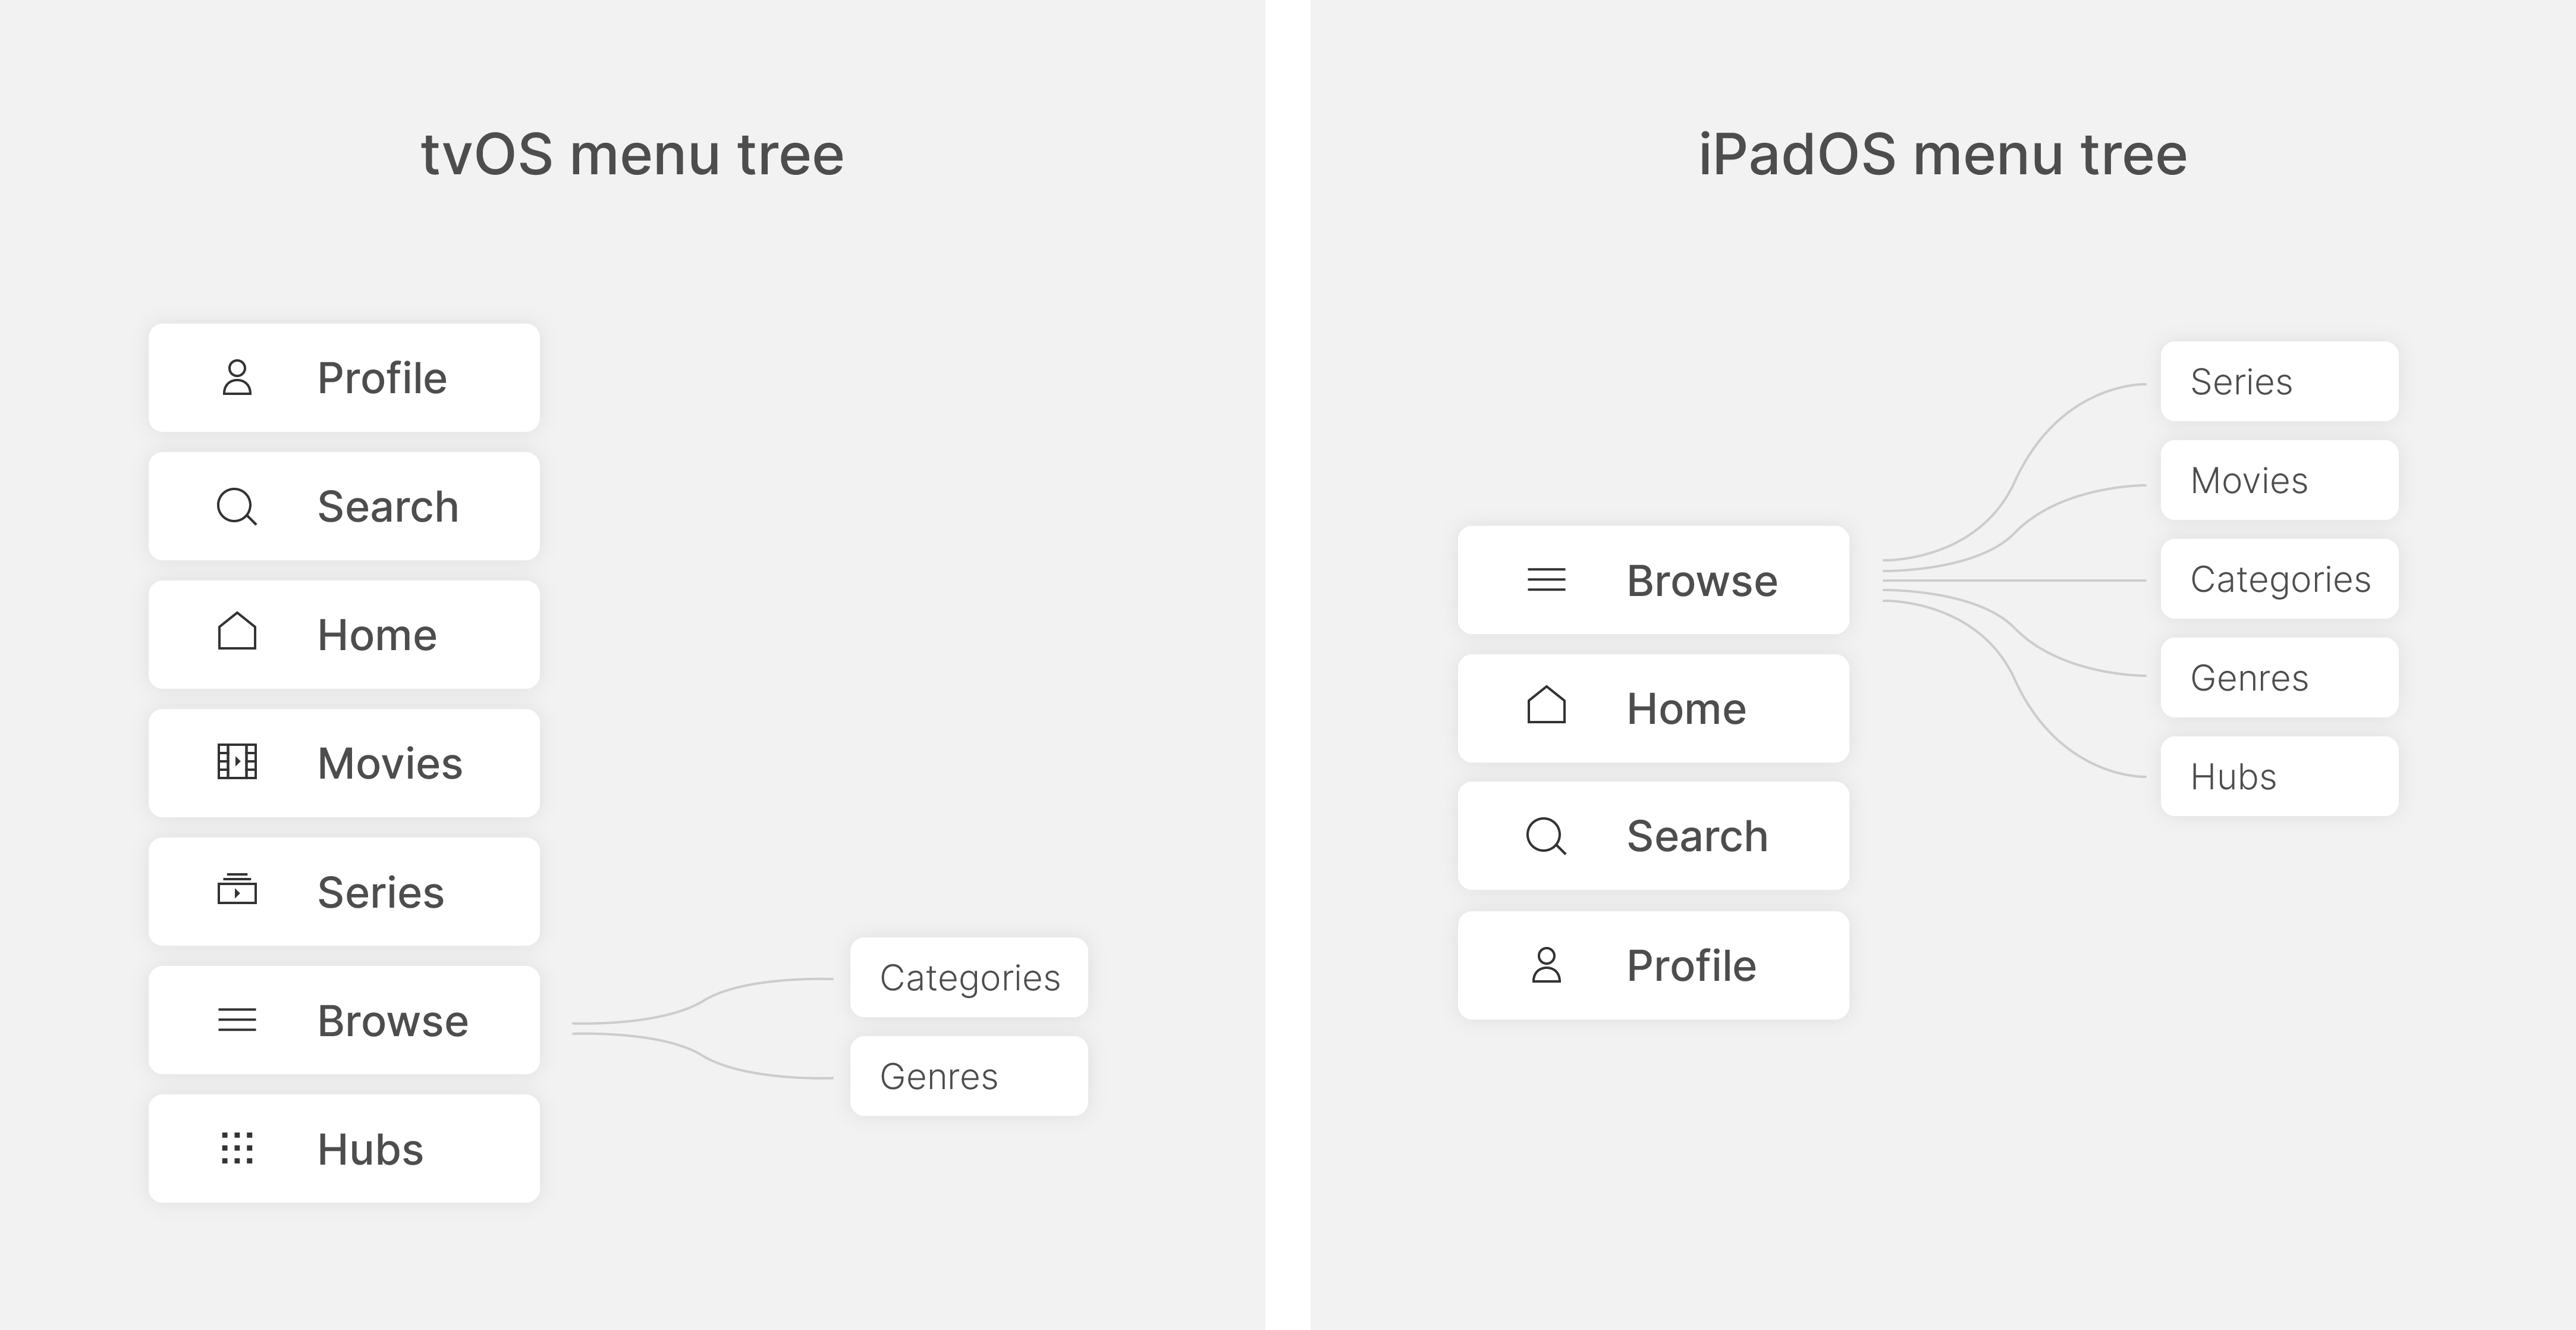 tvOS menu tree
Profile
Search
Home
Movies
Series
Browse
Hubs
Categories
Genres
iPadOS menu tree
Browse
Home
Search
Profile
Series
Movies
Categories
Genres
Hubs